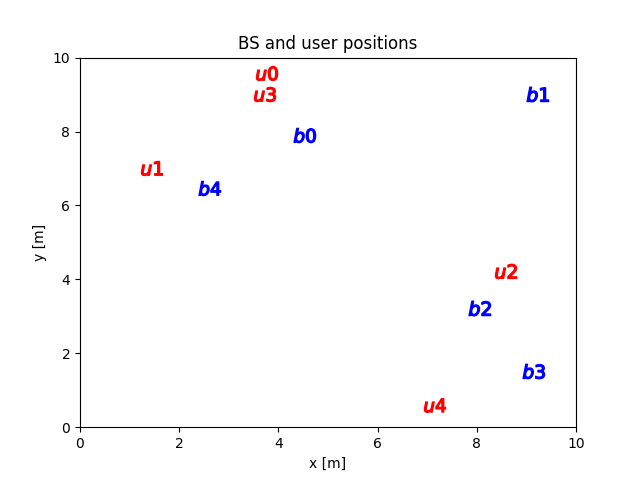 BS and user positions
10
u0
u3
b1
8
b0
u1
b4
6
y [m]
4
u2
b2
2
b3
u4
0
0 2 4 6 8 10
x [m]